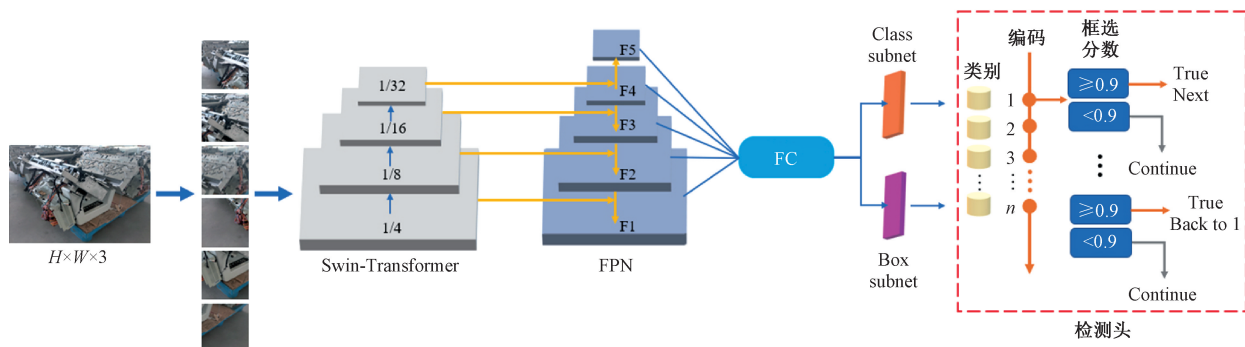 H×W×3
1/32
1/16
1/8
1/4
Swin-Transformer
F5
F4
F3
F2
F1
FPN
FC
Class
subnet
Box
subnet
类别
编码
框选
分数
1
2
3
n
≥0.9
<0.9
True
Next
Continue
≥0.9
<0.9
True
Back to 1
Continue
检测头